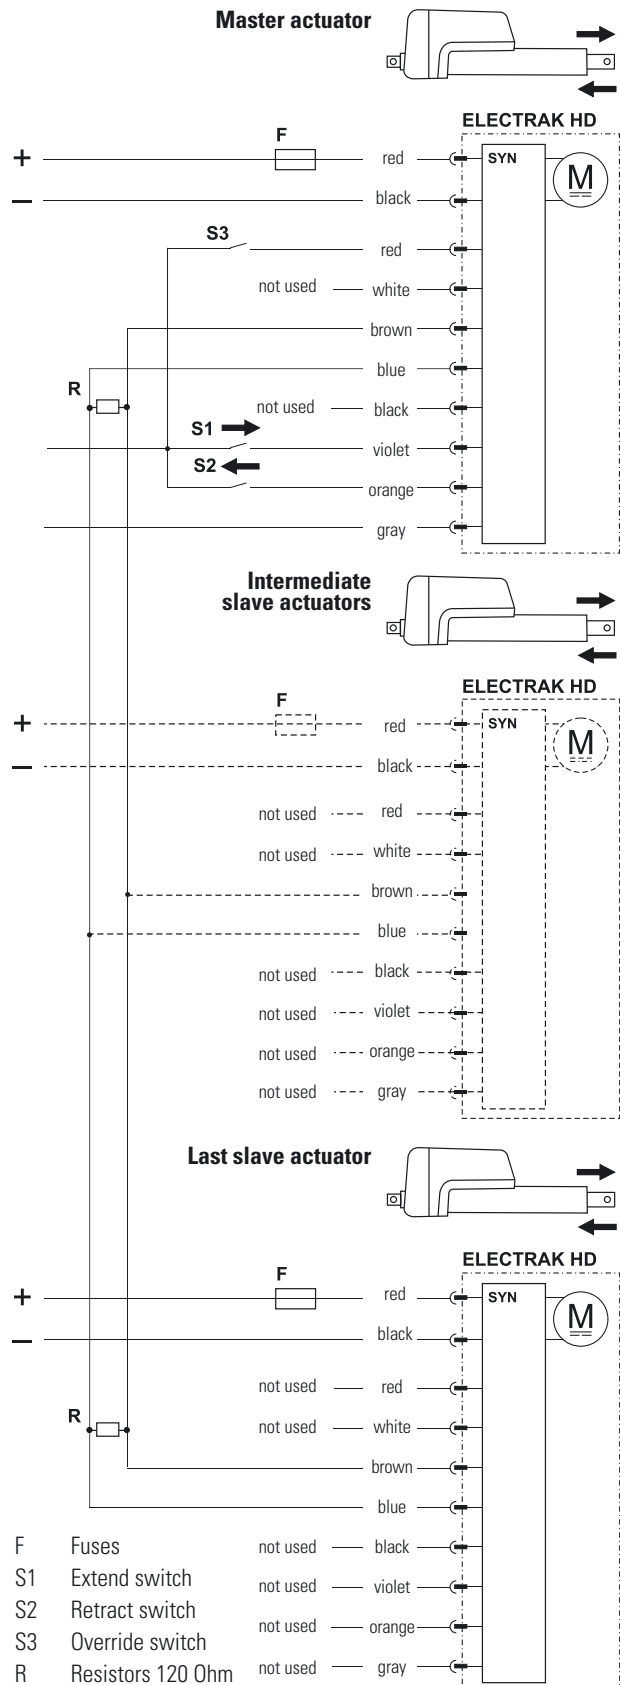 Master actuator
ELECTRAK HD
F
+ red SYN M
− black
S3
red
not used white
brown
blue
R
not used black
S1
violet
S2
orange
gray
Intermediate
slave actuators
ELECTRAK HD
F
+ red SYN M
− black
not used red
not used white
brown
blue
not used black
not used violet
not used orange
not used gray
Last slave actuator
ELECTRAK HD
F
+ red SYN M
− black
not used red
R
not used white
brown
blue
not used black
not used violet
not used orange
not used gray
F Fuses
S1 Extend switch
S2 Retract switch
S3 Override switch
R Resistors 120 Ohm